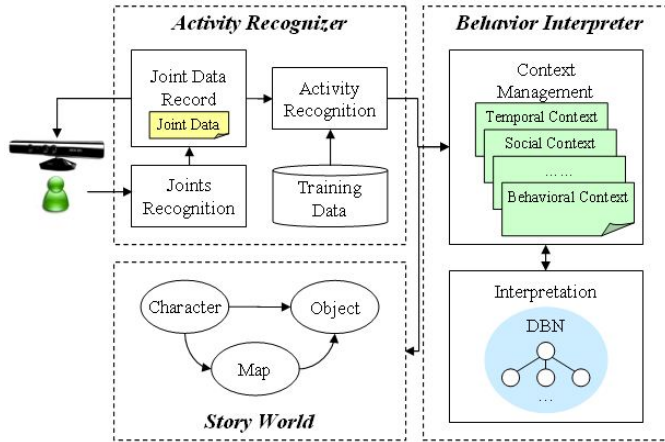 Activity Recognizer
Joint Data
Record
Joint Data
Activity
Recognition
Joints
Recognition
Training
Data
Behavior Interpreter
Context
Management
Temporal Context
Social Context
... ...
Behavioral Context
Interpretation
DBN
...
Character
Object
Map
Story World